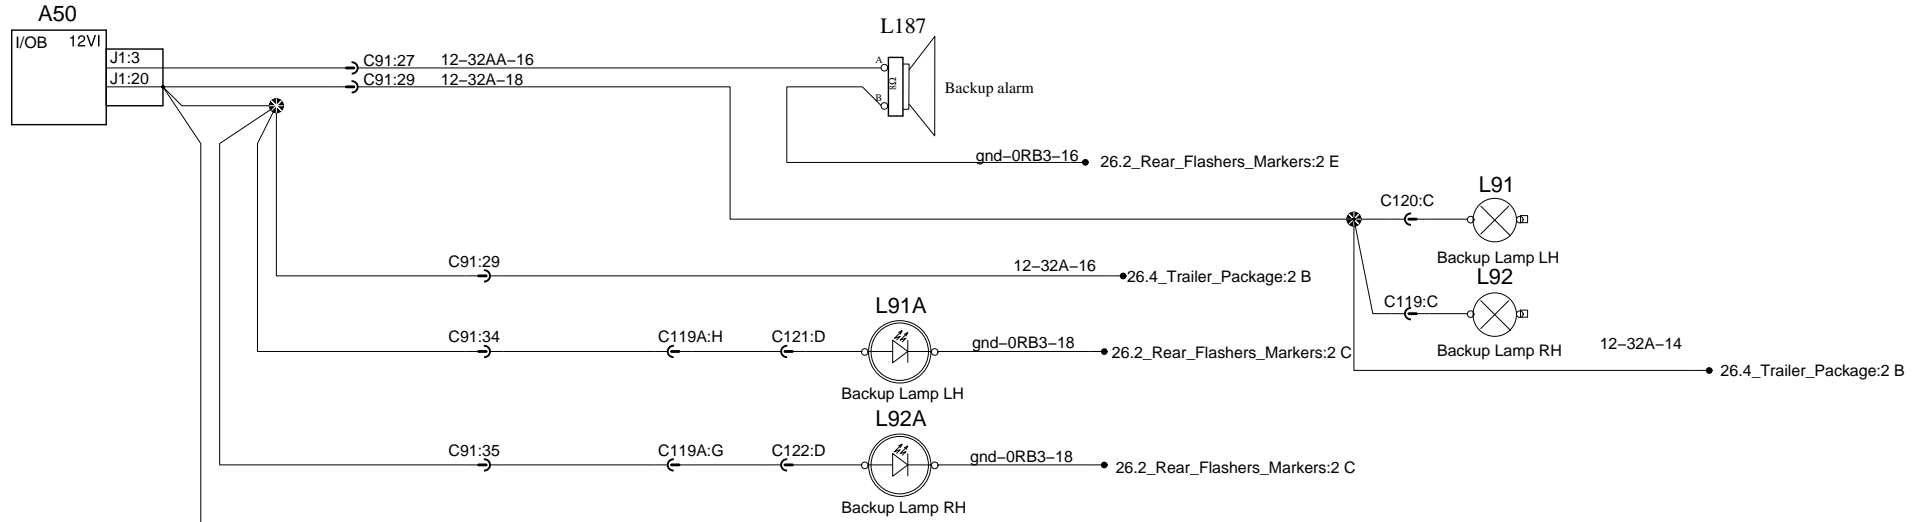 A50
I/OB 12VI
J1:3
J1:20
C91:27 12-32AA-16
C91:29 12-32A-18
L187
A
B
8Ω
Backup alarm
gnd-0RB3-16 26.2_Rear_Flashers_Markers:2 E
C120:C
L91
Backup Lamp LH
C91:29 12-32A-16 26.4_Trailer_Package:2 B
L92
C119:C
Backup Lamp RH
12-32A-14 26.4_Trailer_Package:2 B
L91A
C91:34 C119A:H C121:D gnd-0RB3-18 26.2_Rear_Flashers_Markers:2 C
Backup Lamp LH
L92A
C91:35 C119A:G C122:D gnd-0RB3-18 26.2_Rear_Flashers_Markers:2 C
Backup Lamp RH